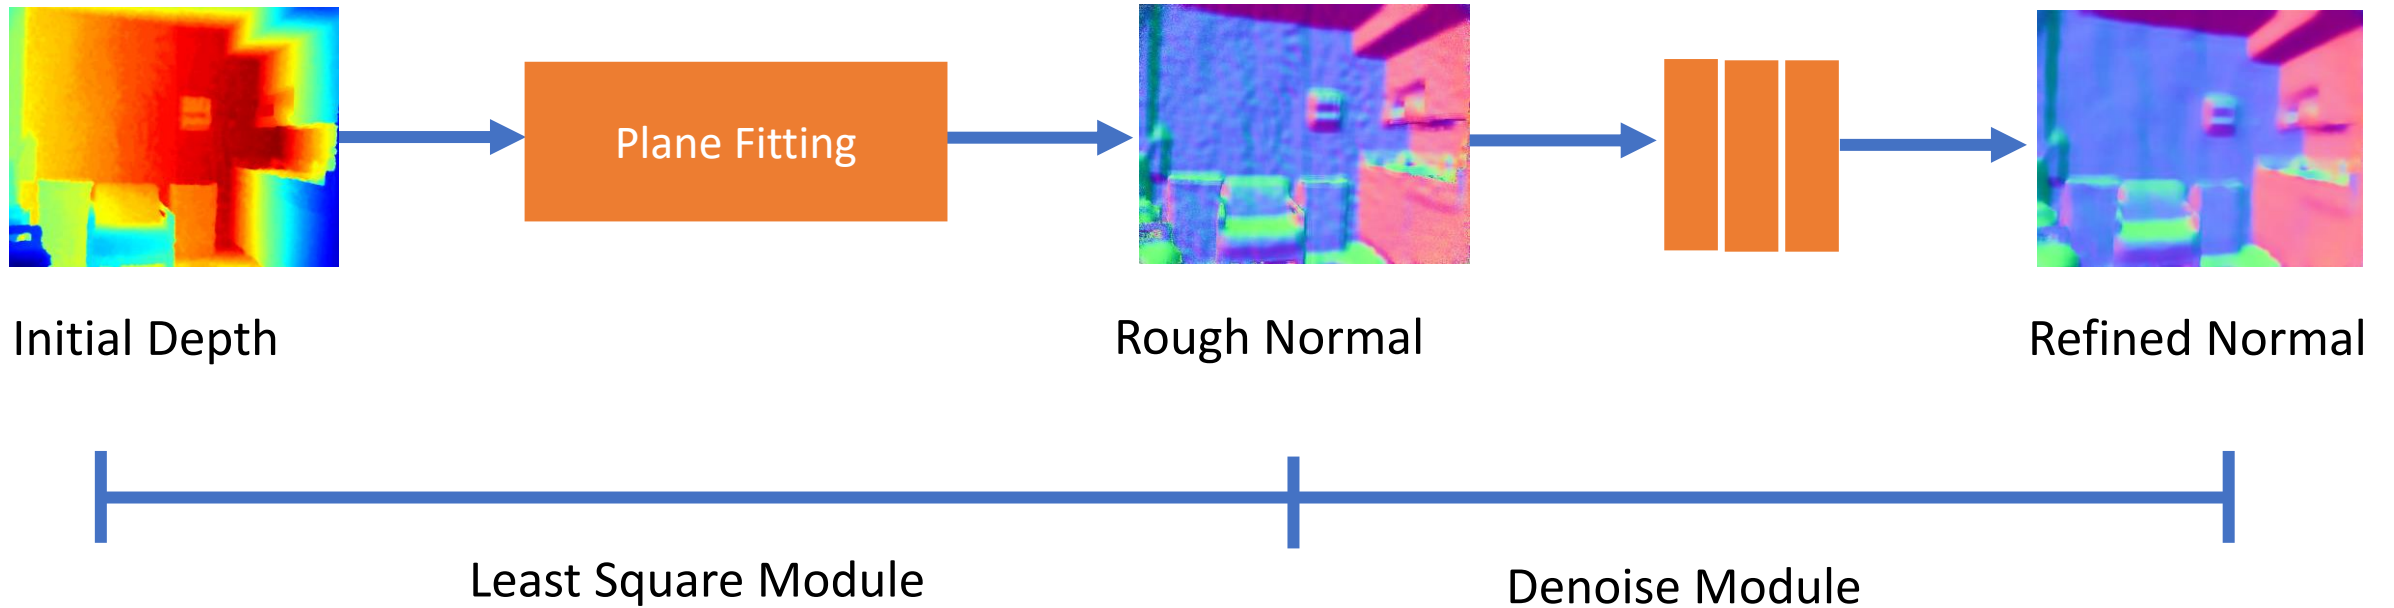 Plane Fitting
Initial Depth
Rough Normal
Refined Normal
Least Square Module
Denoise Module